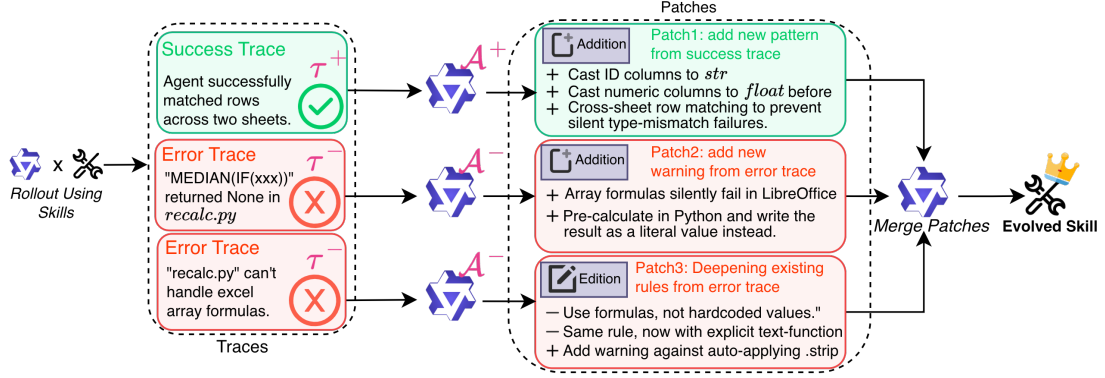 Rollout Using
Skills
x
Success Trace
τ+
Agent successfully
matched rows
across two sheets.
Error Trace
τ−
"MEDIAN(IF(xxx))"
returned None in
recalc.py
Error Trace
τ−
"recalc.py" can't
handle excel
array formulas.
Traces
A+
A−
A−
Patches
Addition
Patch1: add new pattern
from success trace
+ Cast ID columns to str
+ Cast numeric columns to float before
+ Cross-sheet row matching to prevent
silent type-mismatch failures.
Addition
Patch2: add new
warning from error trace
+ Array formulas silently fail in LibreOffice
+ Pre-calculate in Python and write the
result as a literal value instead.
Edition
Patch3: Deepening existing
rules from error trace
− Use formulas, not hardcoded values."
− Same rule, now with explicit text-function
+ Add warning against auto-applying .strip
Merge Patches
Evolved Skill